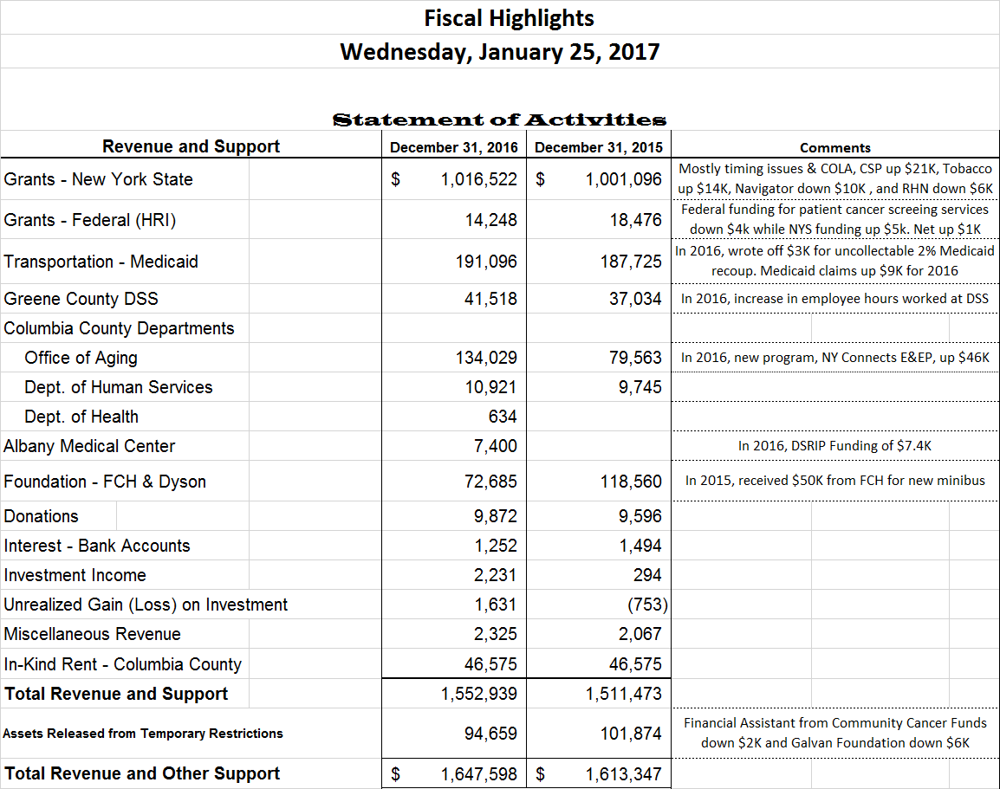 Fiscal Highlights
Wednesday, January 25, 2017
Statement of Activities
Revenue and Support December 31, 2016 December 31, 2015 Comments
Grants - New York State $ 1,016,522 $ 1,001,096 Mostly timing issues & COLA, CSP up $21K, Tobacco
up $14K, Navigator down $10K , and RHN down $6K
Grants - Federal (HRI) 14,248 18,476 Federal funding for patient cancer screeing services
down $4k while NYS funding up $5k. Net up $1K
Transportation - Medicaid 191,096 187,725 In 2016, wrote off $3K for uncollectable 2% Medicaid
recoup. Medicaid claims up $9K for 2016
Greene County DSS 41,518 37,034 In 2016, increase in employee hours worked at DSS
Columbia County Departments
Office of Aging 134,029 79,563 In 2016, new program, NY Connects E&EP, up $46K
Dept. of Human Services 10,921 9,745
Dept. of Health 634
Albany Medical Center 7,400 In 2016, DSRIP Funding of $7.4K
Foundation - FCH & Dyson 72,685 118,560 In 2015, received $50K from FCH for new minibus
Donations 9,872 9,596
Interest - Bank Accounts 1,252 1,494
Investment Income 2,231 294
Unrealized Gain (Loss) on Investment 1,631 (753)
Miscellaneous Revenue 2,325 2,067
In-Kind Rent - Columbia County 46,575 46,575
Total Revenue and Support 1,552,939 1,511,473
Assets Released from Temporary Restrictions 94,659 101,874 Financial Assistant from Community Cancer Funds
down $2K and Galvan Foundation down $6K
Total Revenue and Other Support $ 1,647,598 $ 1,613,347